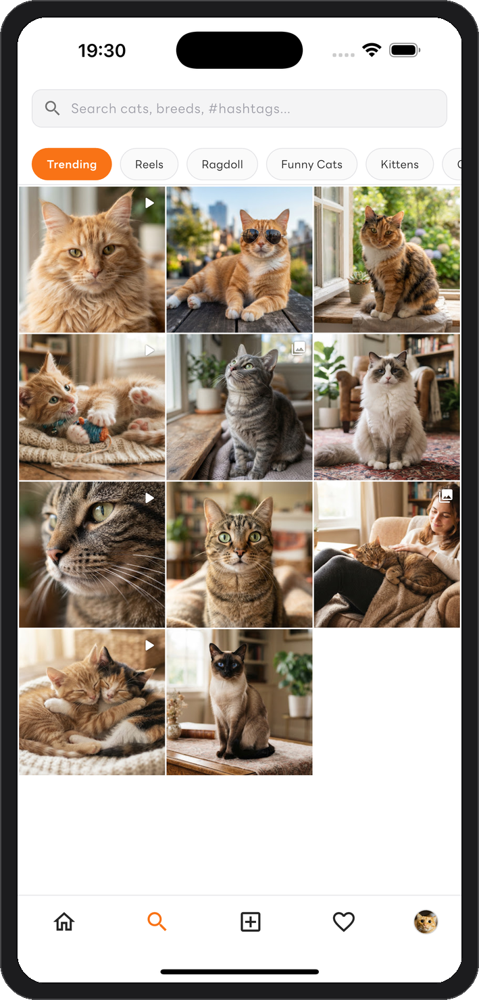 19:30
Search cats, breeds, #hashtags...
Trending Reels Ragdoll Funny Cats Kittens